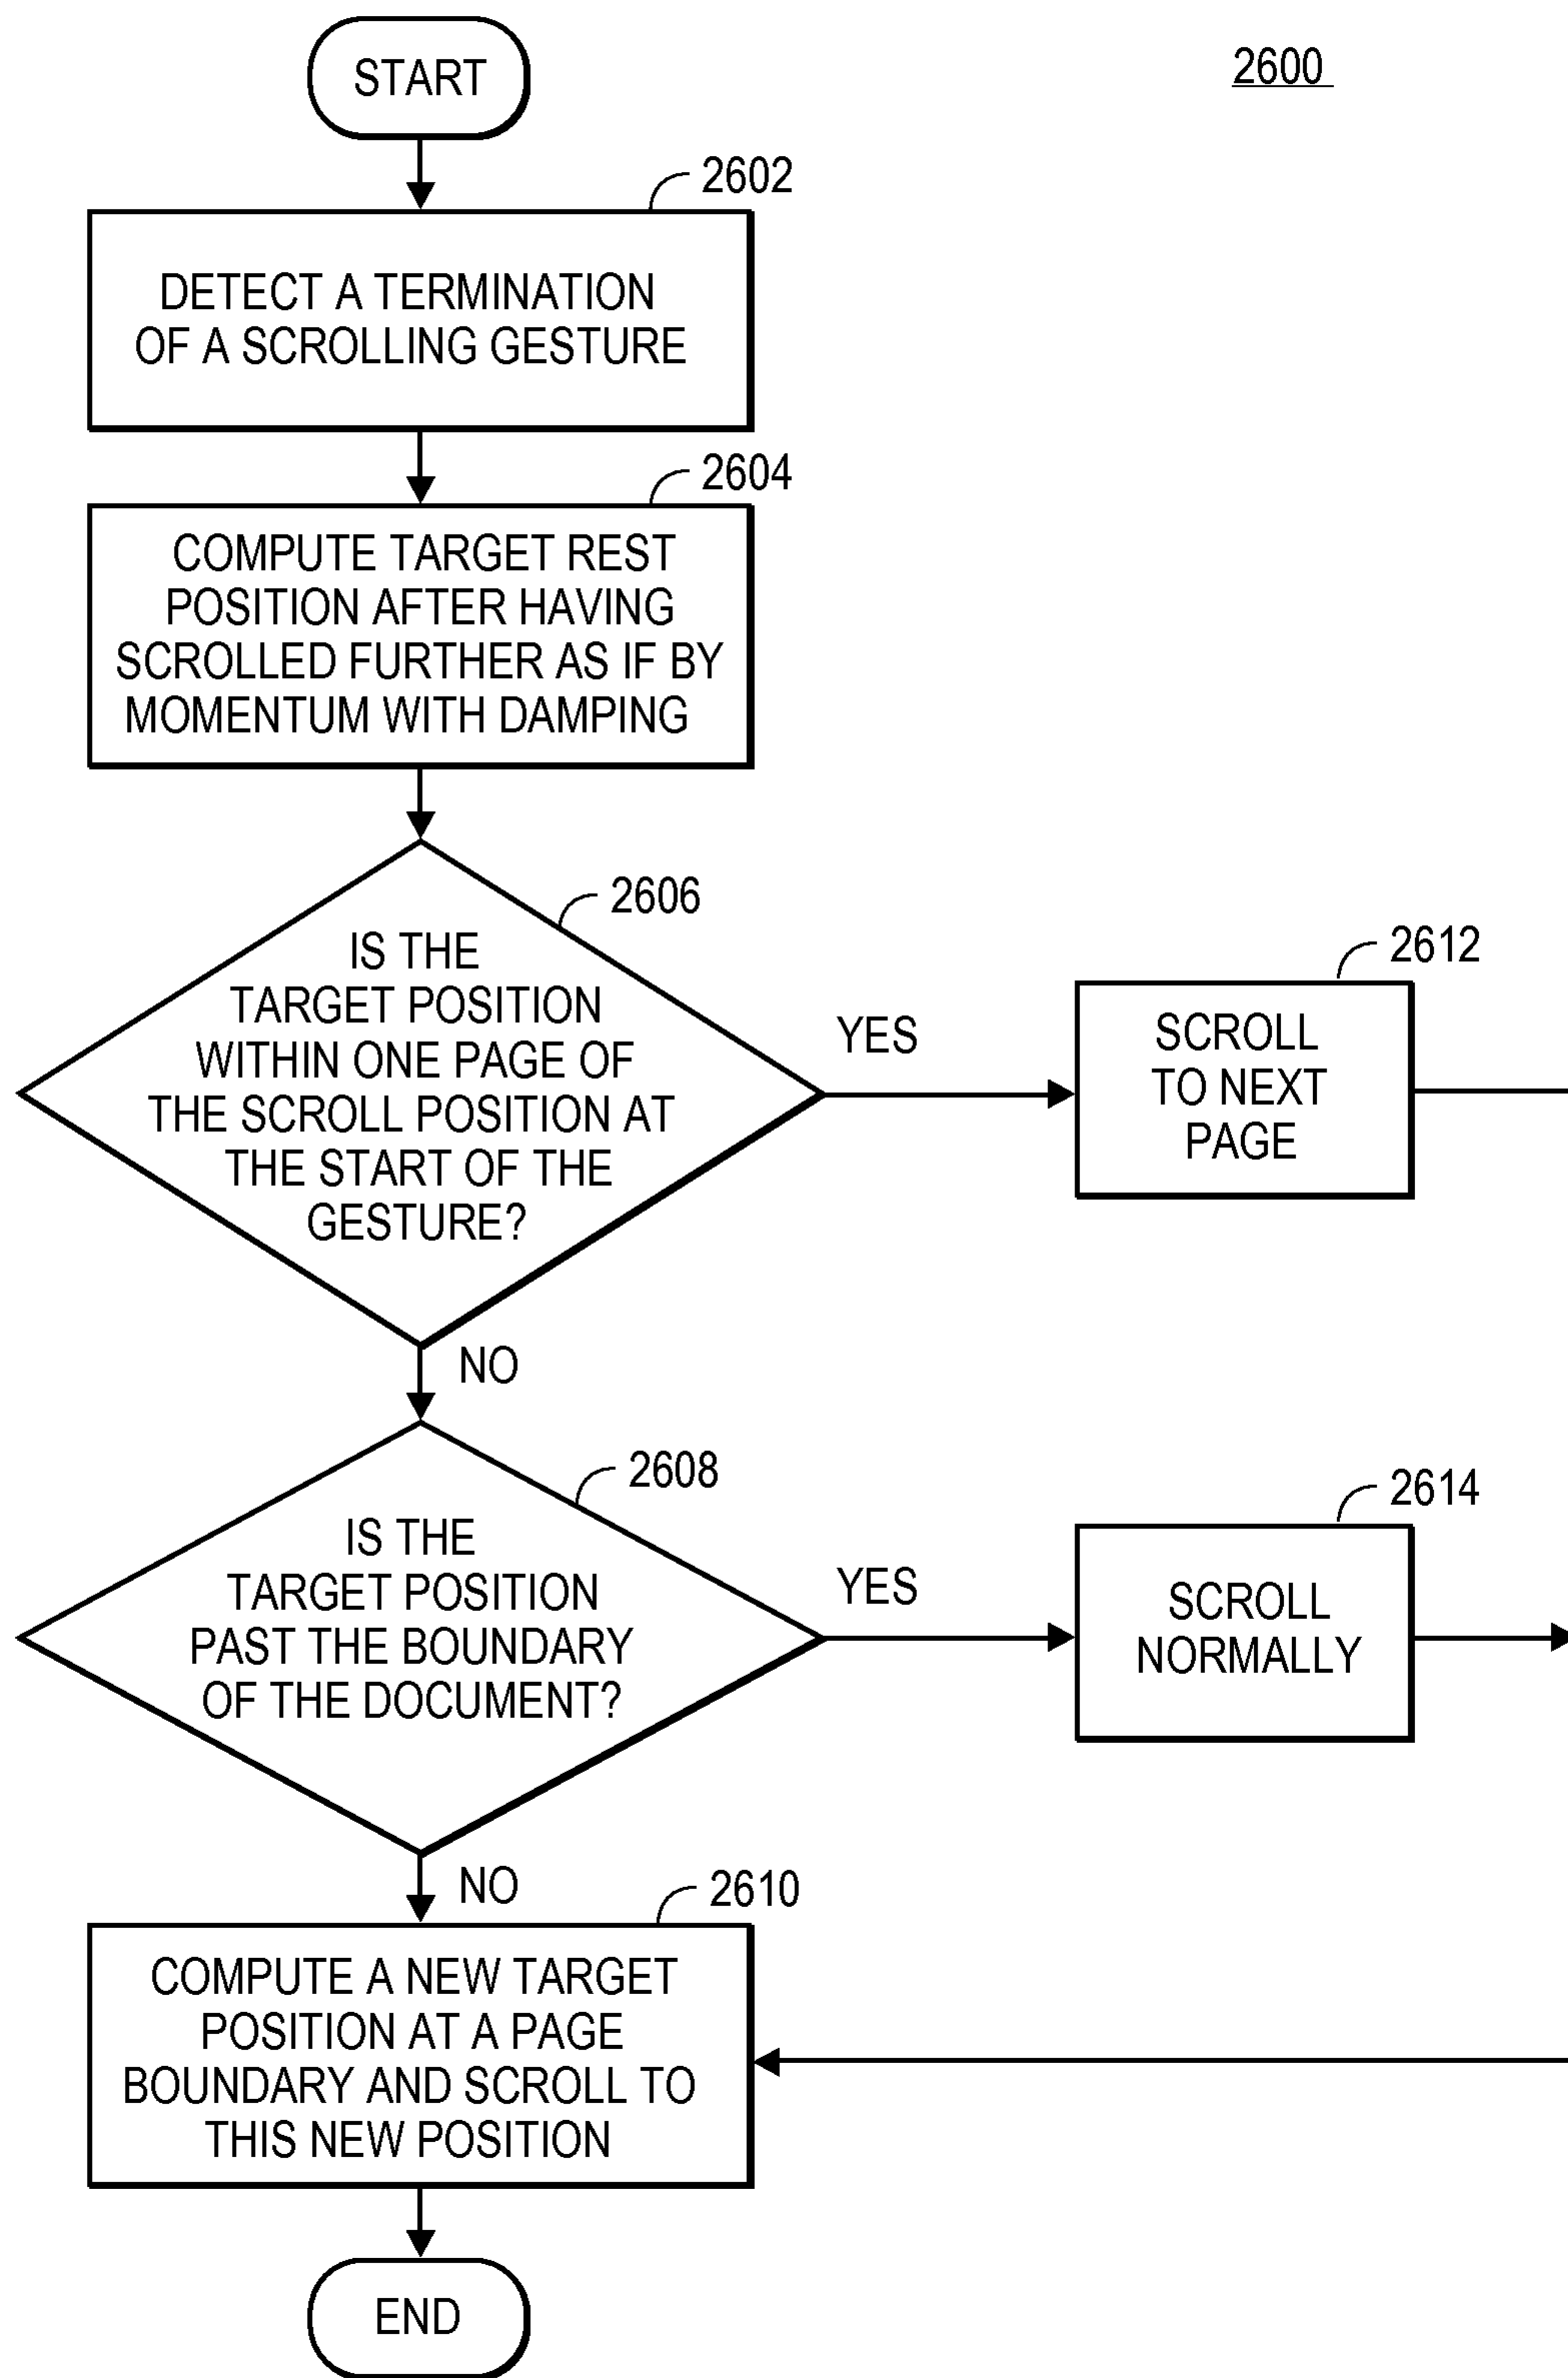 START
2600
2602
DETECT A TERMINATION
OF A SCROLLING GESTURE
2604
COMPUTE TARGET REST
POSITION AFTER HAVING
SCROLLED FURTHER AS IF BY
MOMENTUM WITH DAMPING
2606
IS THE
TARGET POSITION
WITHIN ONE PAGE OF
THE SCROLL POSITION AT
THE START OF THE
GESTURE?
YES
2612
SCROLL
TO NEXT
PAGE
NO
2608
IS THE
TARGET POSITION
PAST THE BOUNDARY
OF THE DOCUMENT?
YES
2614
SCROLL
NORMALLY
NO
2610
COMPUTE A NEW TARGET
POSITION AT A PAGE
BOUNDARY AND SCROLL TO
THIS NEW POSITION
END